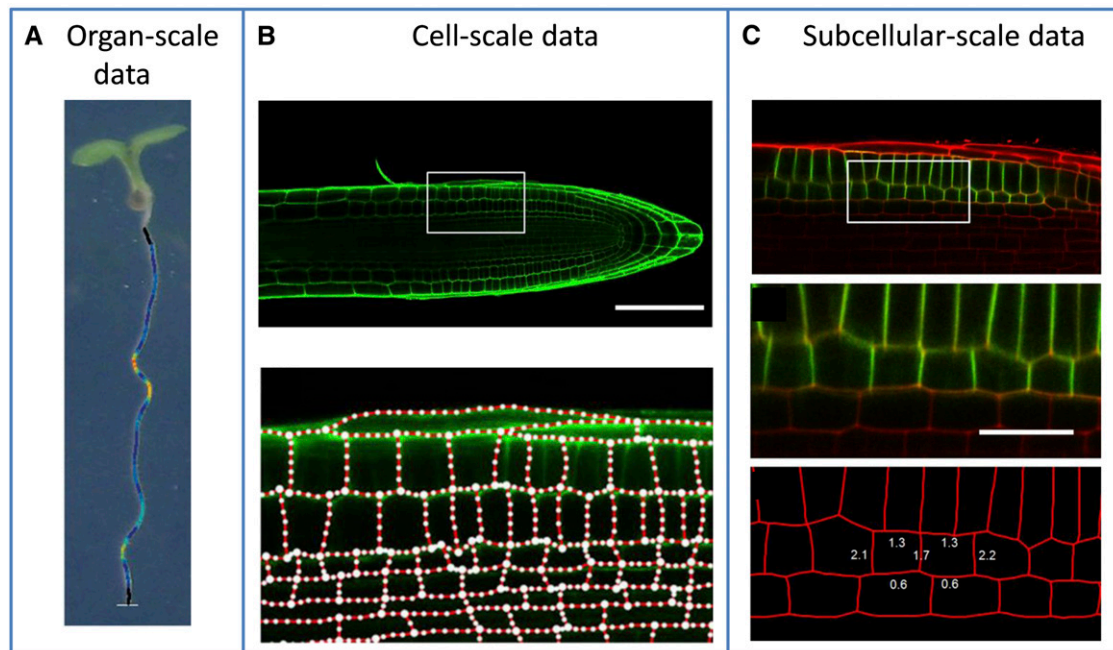 A Organ-scale
data
B Cell-scale data
C Subcellular-scale data
1.3 1.3
2.1 1.7 2.2
0.6 0.6